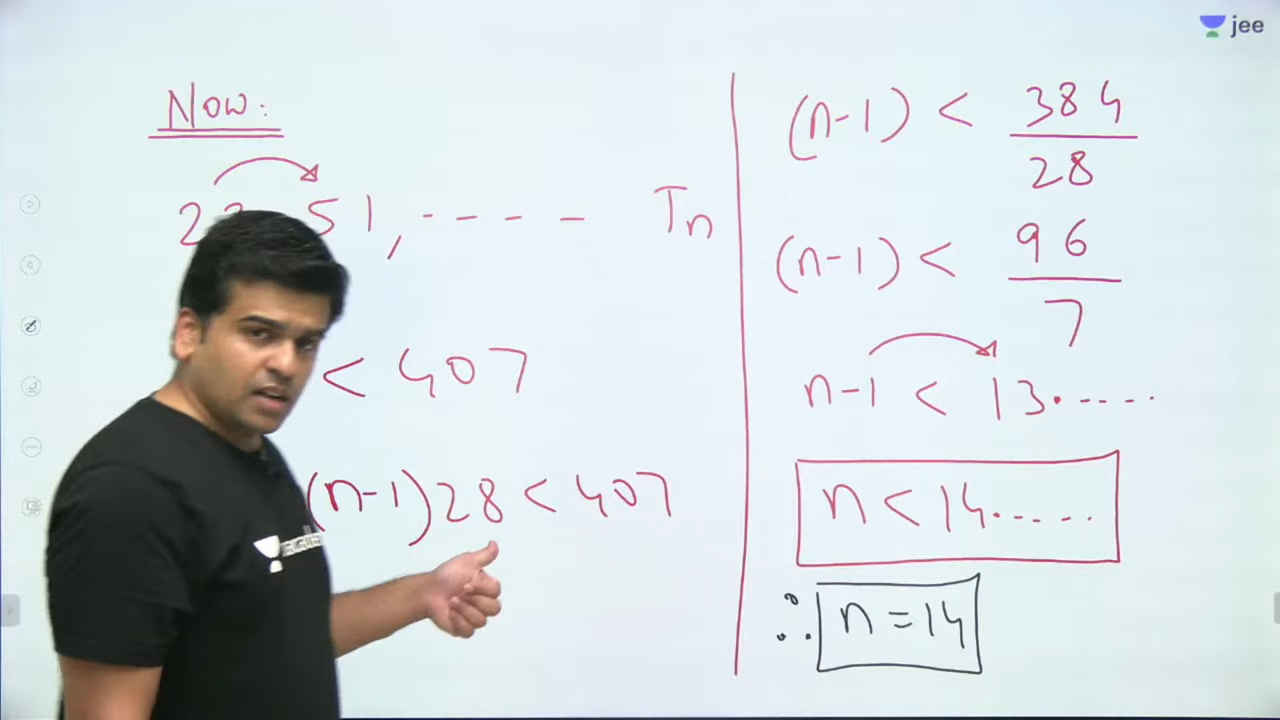 jee
Now:
51, ---- Tn
< 407
(n-1)28 < 407
(n-1) < 384/28
(n-1) < 96/7
n-1 < 13.....
n < 14.....
∴ n = 14